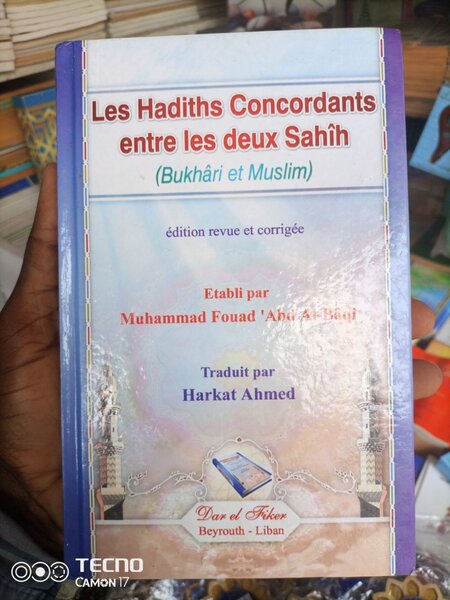 Les Hadiths Concordants
entre les deux Sahîh
(Bukhâri et Muslim)
édition revue et corrigée
Etabli par
Muhammad Fouad 'Abd Al-Bâqi
Traduit par
Harkat Ahmed
Dar el Fiker
Beyrouth - Liban
TECNO
CAMON 17